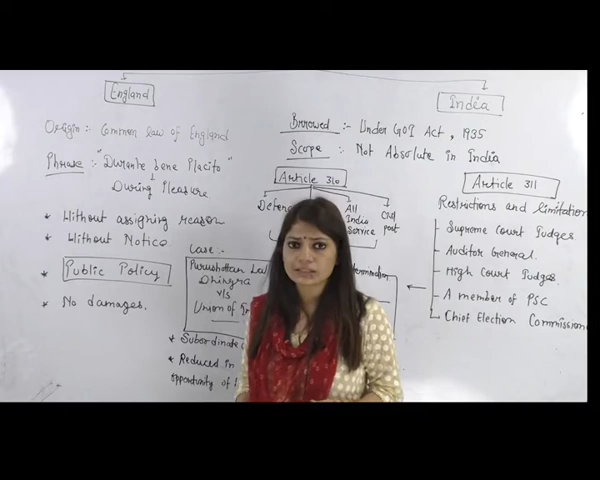 England
Origin :- Common law of England
Phrase :- "Durante bene Placito"
During Pleasure
* Without assigning reason
* Without Notice
* Public Policy
* No damages.
India
Brrowed :- Under GOI Act, 1935
Scope :- Not Absolute in India
Article 310
All India Service
Civil post
Article 311
Restrictions and limitation
Supreme Court Judges
Auditor General
High Court Judges
A member of PSC
Chief Election Commission
Case :-
Purushottam
Dhingra
v/s
Union of
* Subordinate
* Reduced in
opportunity of